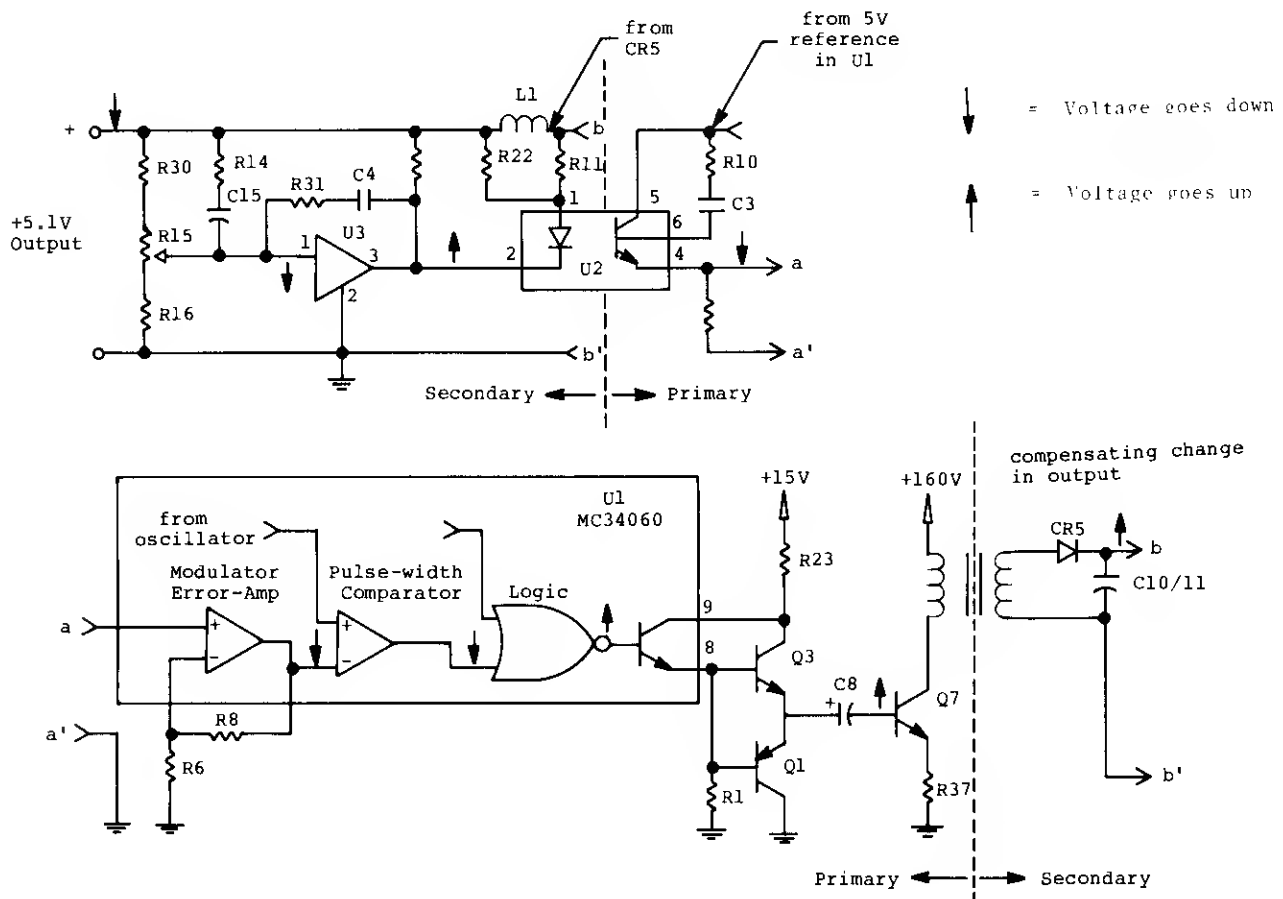 from
CR5
from 5V
reference
in U1
= Voltage goes down
= Voltage goes up
L1
+
b
R30
R14
R22
R11
R10
C15
R31
C4
C3
1
5
6
+5.1V
Output
R15
U3
1
3
2
2
U2
4
a
R16
b'
a'
Secondary
Primary
compensating change
in output
U1
MC34060
from
oscillator
+15V
+160V
CR5
b
R23
C10/11
Modulator
Error-Amp
Pulse-width
Comparator
Logic
9
8
a
+
-
+
-
Q3
C8
+
Q7
R8
a'
R6
Q1
R1
R37
b'
Primary
Secondary